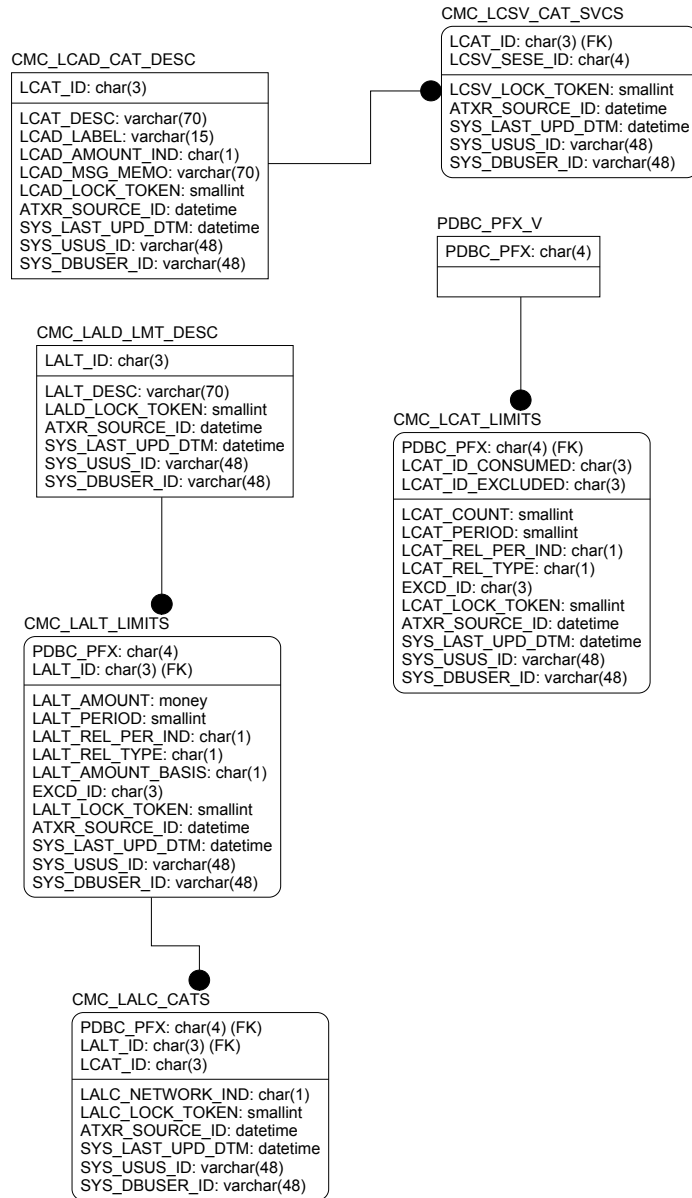 CMC_LCAD_CAT_DESC
LCAT_ID: char(3)
LCAT_DESC: varchar(70)
LCAD_LABEL: varchar(15)
LCAD_AMOUNT_IND: char(1)
LCAD_MSG_MEMO: varchar(70)
LCAD_LOCK_TOKEN: smallint
ATXR_SOURCE_ID: datetime
SYS_LAST_UPD_DTM: datetime
SYS_USUS_ID: varchar(48)
SYS_DBUSER_ID: varchar(48)
CMC_LCSV_CAT_SVCS
LCAT_ID: char(3) (FK)
LCSV_SESE_ID: char(4)
LCSV_LOCK_TOKEN: smallint
ATXR_SOURCE_ID: datetime
SYS_LAST_UPD_DTM: datetime
SYS_USUS_ID: varchar(48)
SYS_DBUSER_ID: varchar(48)
PDBC_PFX_V
PDBC_PFX: char(4)
CMC_LALD_LMT_DESC
LALT_ID: char(3)
LALT_DESC: varchar(70)
LALD_LOCK_TOKEN: smallint
ATXR_SOURCE_ID: datetime
SYS_LAST_UPD_DTM: datetime
SYS_USUS_ID: varchar(48)
SYS_DBUSER_ID: varchar(48)
CMC_LCAT_LIMITS
PDBC_PFX: char(4) (FK)
LCAT_ID_CONSUMED: char(3)
LCAT_ID_EXCLUDED: char(3)
LCAT_COUNT: smallint
LCAT_PERIOD: smallint
LCAT_REL_PER_IND: char(1)
LCAT_REL_TYPE: char(1)
EXCD_ID: char(3)
LCAT_LOCK_TOKEN: smallint
ATXR_SOURCE_ID: datetime
SYS_LAST_UPD_DTM: datetime
SYS_USUS_ID: varchar(48)
SYS_DBUSER_ID: varchar(48)
CMC_LALT_LIMITS
PDBC_PFX: char(4)
LALT_ID: char(3) (FK)
LALT_AMOUNT: money
LALT_PERIOD: smallint
LALT_REL_PER_IND: char(1)
LALT_REL_TYPE: char(1)
LALT_AMOUNT_BASIS: char(1)
EXCD_ID: char(3)
LALT_LOCK_TOKEN: smallint
ATXR_SOURCE_ID: datetime
SYS_LAST_UPD_DTM: datetime
SYS_USUS_ID: varchar(48)
SYS_DBUSER_ID: varchar(48)
CMC_LALC_CATS
PDBC_PFX: char(4) (FK)
LALT_ID: char(3) (FK)
LCAT_ID: char(3)
LALC_NETWORK_IND: char(1)
LALC_LOCK_TOKEN: smallint
ATXR_SOURCE_ID: datetime
SYS_LAST_UPD_DTM: datetime
SYS_USUS_ID: varchar(48)
SYS_DBUSER_ID: varchar(48)